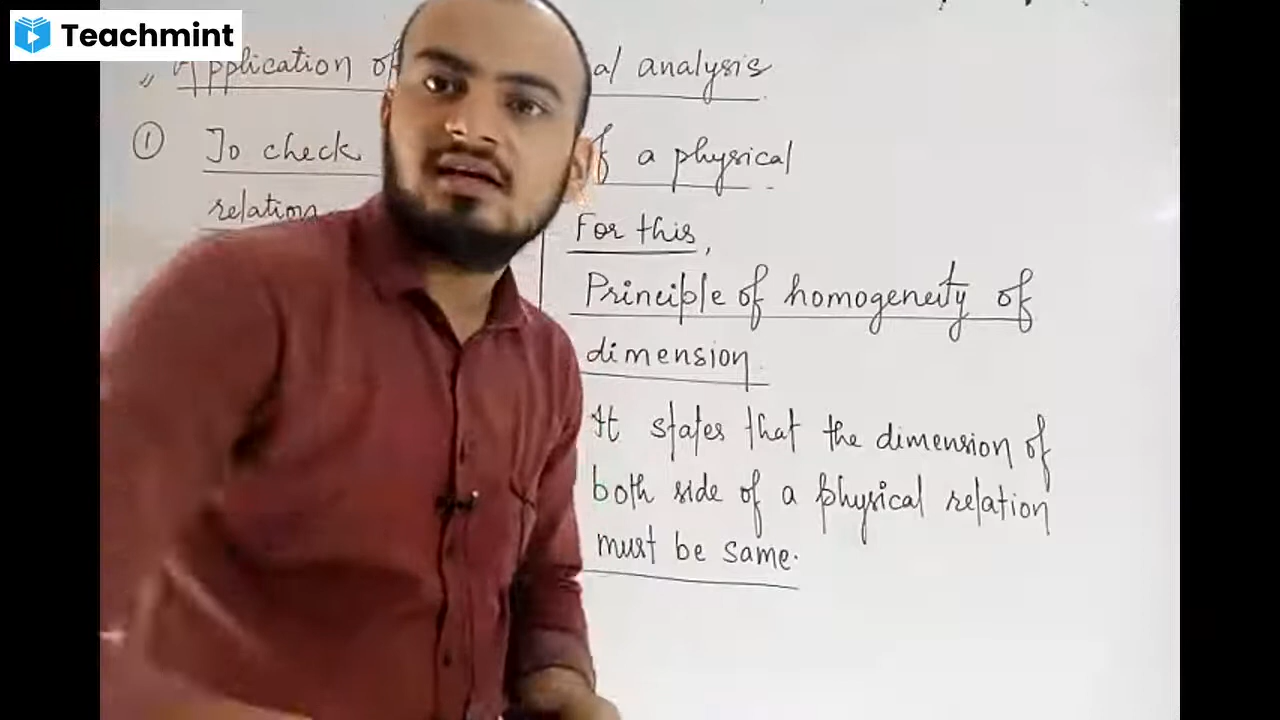 Teachmint
Application of al analysis
① To check of a physical
relation
For this,
Principle of homogeneity of
dimension.
It states that the dimension of
both side of a physical relation
must be same.